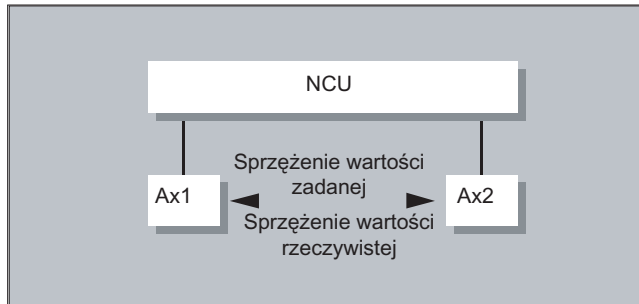 NCU
Sprzężenie wartości
zadanej
Ax1
Ax2
Sprzężenie wartości
rzeczywistej